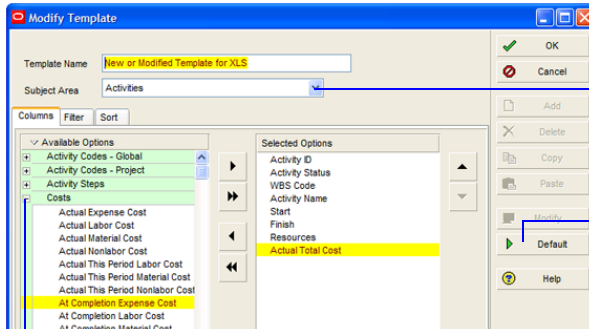 Modify Template
Template Name New or Modified Template for XLS
Subject Area Activities
Columns Filter Sort
Available Options
Activity Codes - Global
Activity Codes - Project
Activity Steps
Costs
Actual Expense Cost
Actual Labor Cost
Actual Material Cost
Actual Nonlabor Cost
Actual This Period Labor Cost
Actual This Period Material Cost
Actual This Period Nonlabor Cost
At Completion Expense Cost
At Completion Labor Cost
At Completion Material Cost
Selected Options
Activity ID
Activity Status
WBS Code
Activity Name
Start
Finish
Resources
Actual Total Cost
OK
Cancel
Add
Delete
Copy
Paste
Modify
Default
Help